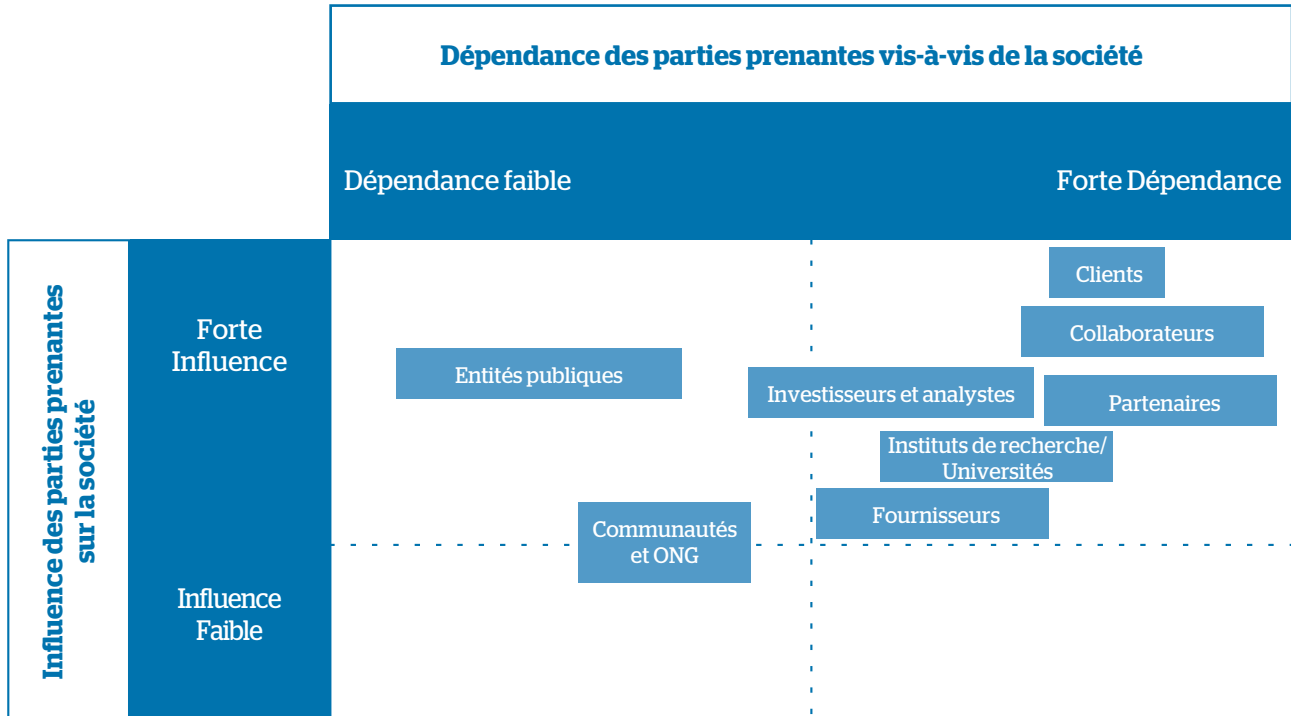 Dépendance des parties prenantes vis-à-vis de la société
Dépendance faible
Forte Dépendance
Influence des parties prenantes
sur la société
Forte
Influence
Influence
Faible
Clients
Collaborateurs
Entités publiques
Investisseurs et analystes
Partenaires
Instituts de recherche/
Universités
Fournisseurs
Communautés
et ONG